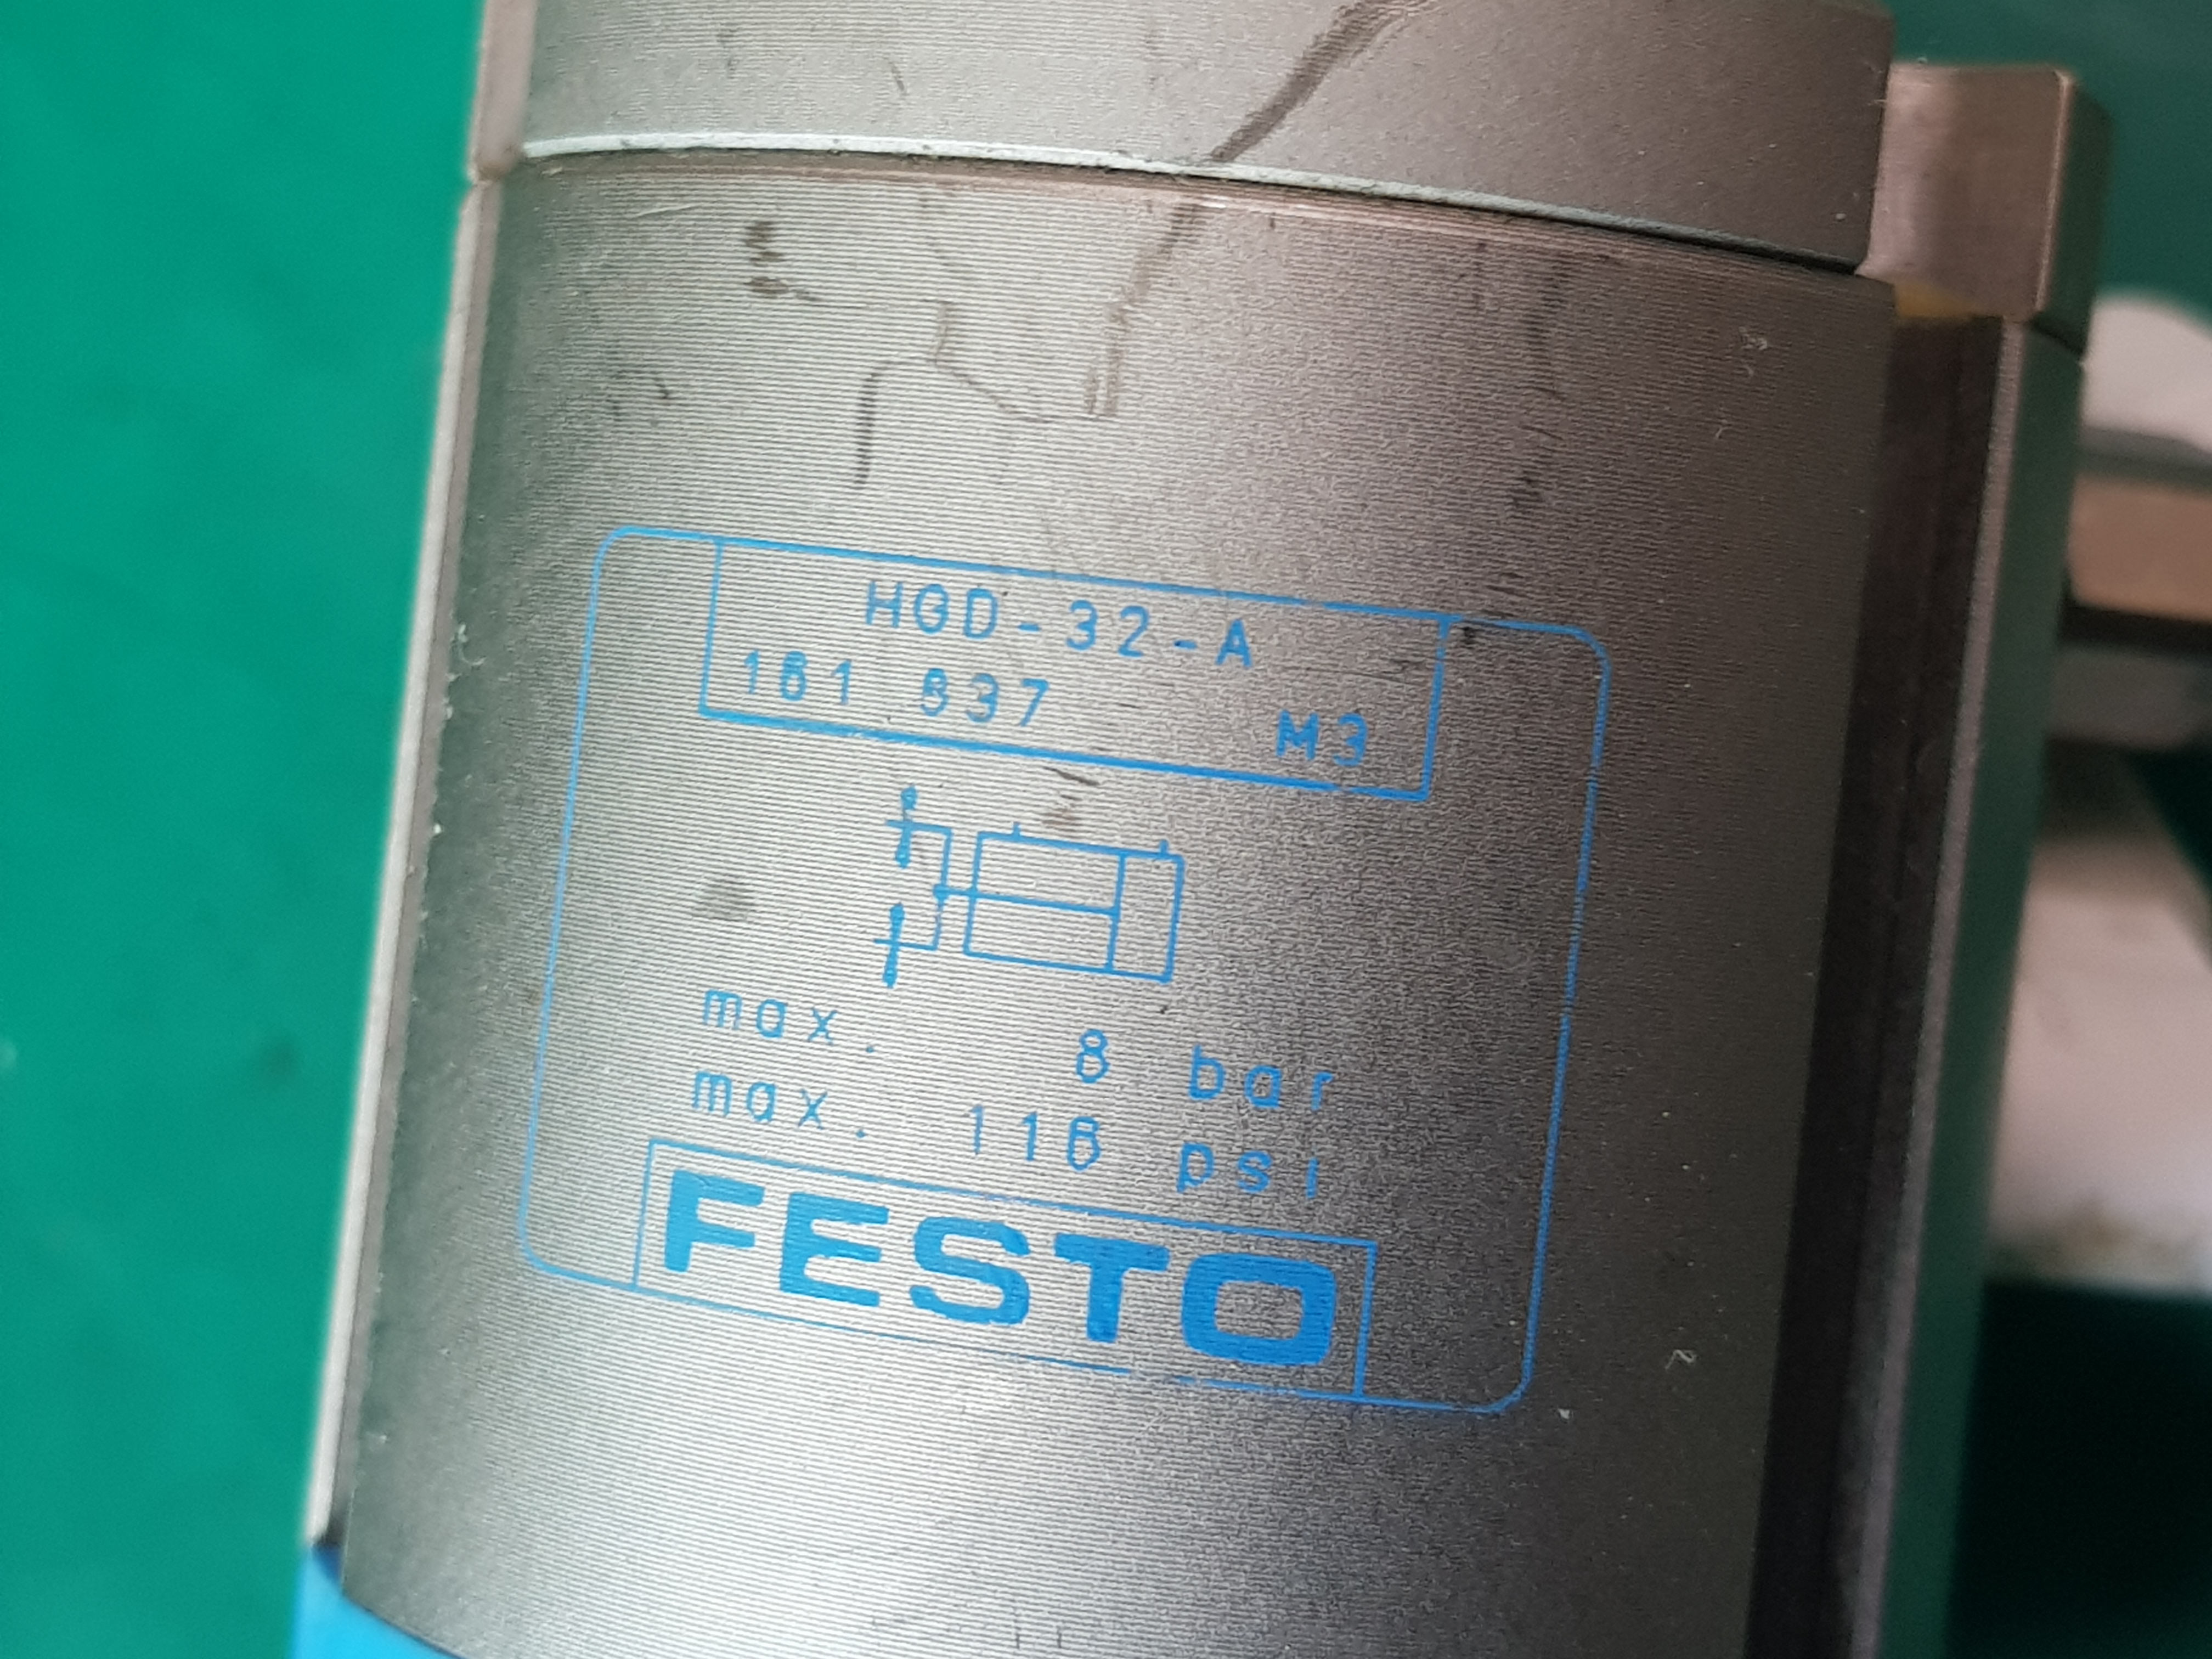 HGD-32-A
161 837 M3
max. 8 bar
max. 116 psi
FESTO